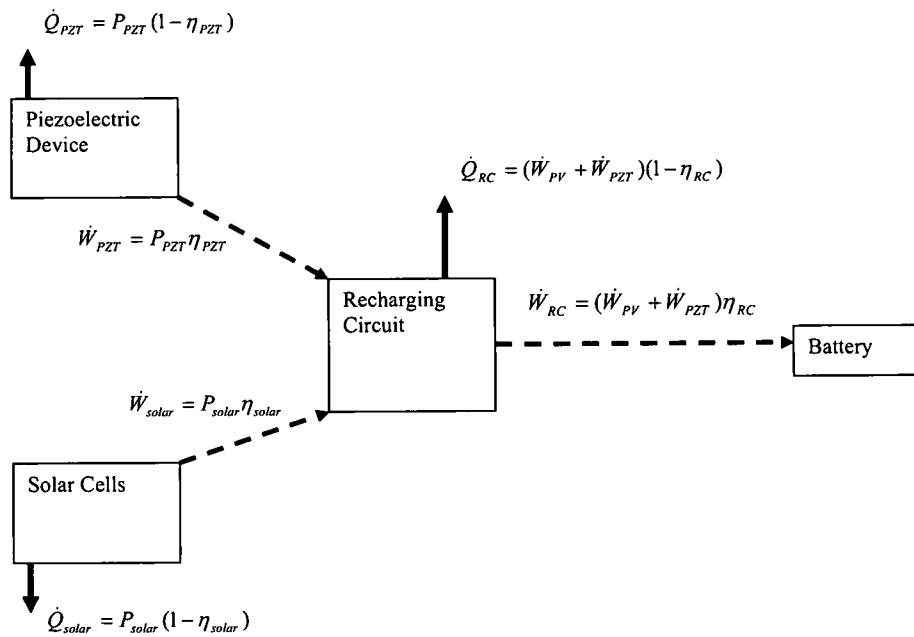 Q̇_PZT = P_PZT (1 − η_PZT)
Piezoelectric
Device
Q̇_RC = (Ẇ_PV + Ẇ_PZT)(1 − η_RC)
Ẇ_PZT = P_PZT η_PZT
Recharging
Circuit
Ẇ_RC = (Ẇ_PV + Ẇ_PZT)η_RC
Battery
Ẇ_solar = P_solar η_solar
Solar Cells
Q̇_solar = P_solar (1 − η_solar)